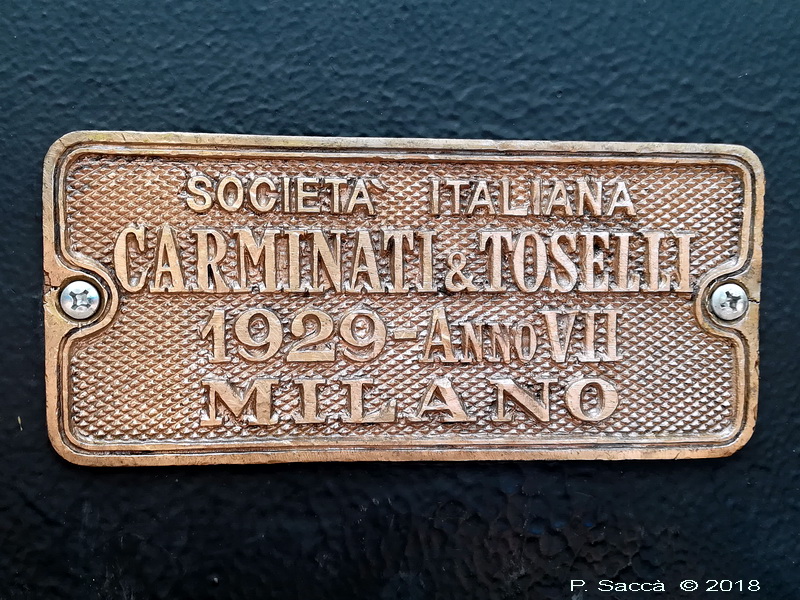 SOCIETA` ITALIANA
CARMINATI & TOSELLI
1929-ANNO VII
MILANO
P. Saccà © 2018